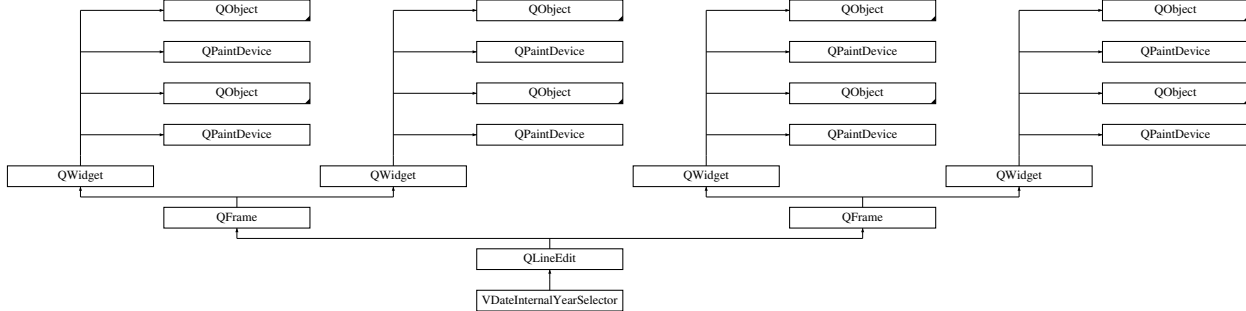 QObject QObject QObject QObject
QPaintDevice QPaintDevice QPaintDevice QPaintDevice
QObject QObject QObject QObject
QPaintDevice QPaintDevice QPaintDevice QPaintDevice
QWidget QWidget QWidget QWidget
QFrame QFrame
QLineEdit
VDateInternalYearSelector